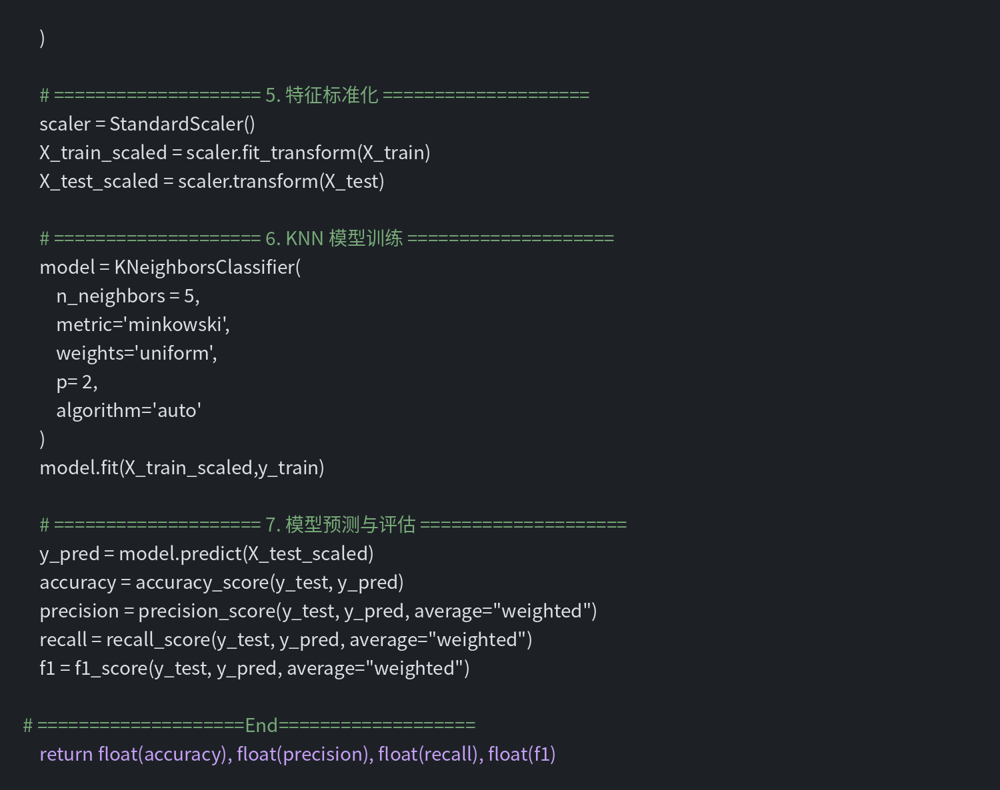 )
# ==================== 5. 特征标准化 ====================
scaler = StandardScaler()
X_train_scaled = scaler.fit_transform(X_train)
X_test_scaled = scaler.transform(X_test)
# ==================== 6. KNN 模型训练 ====================
model = KNeighborsClassifier(
n_neighbors = 5,
metric='minkowski',
weights='uniform',
p= 2,
algorithm='auto'
)
model.fit(X_train_scaled,y_train)
# ==================== 7. 模型预测与评估 ====================
y_pred = model.predict(X_test_scaled)
accuracy = accuracy_score(y_test, y_pred)
precision = precision_score(y_test, y_pred, average="weighted")
recall = recall_score(y_test, y_pred, average="weighted")
f1 = f1_score(y_test, y_pred, average="weighted")
# ====================End===================
return float(accuracy), float(precision), float(recall), float(f1)